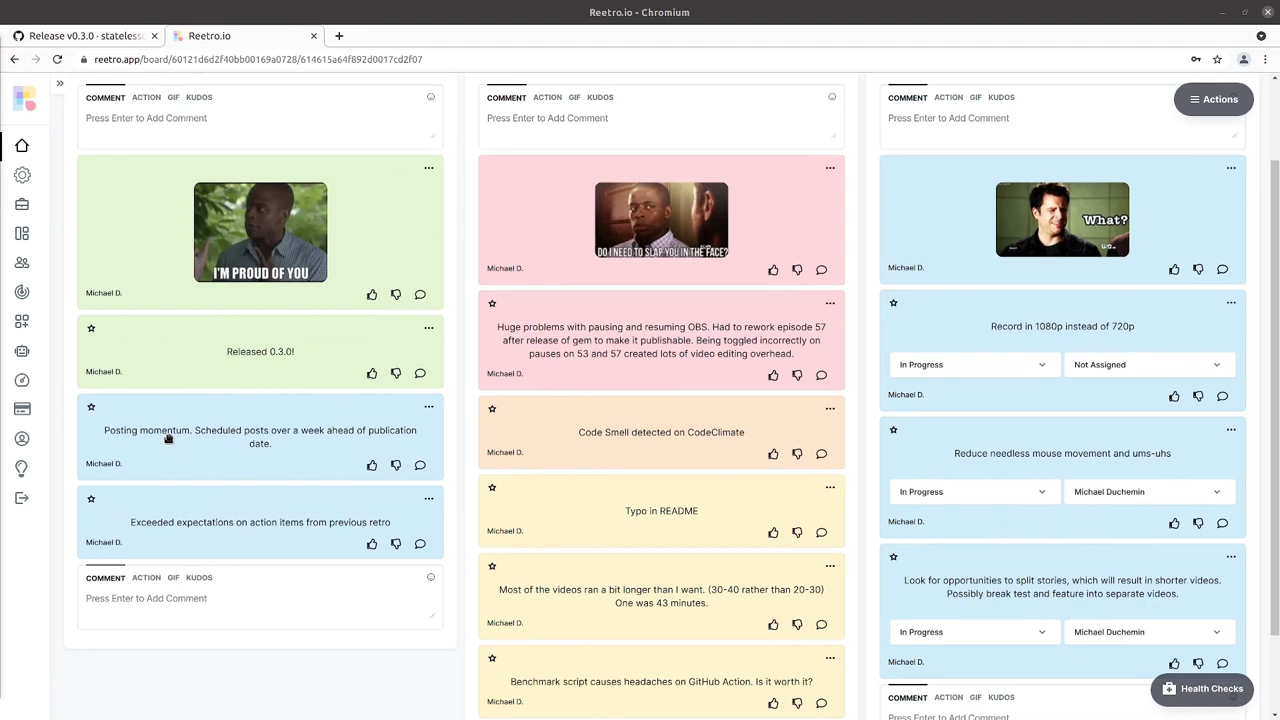 Reetro.io - Chromium
Release v0.3.0 · statelessc
Reetro.io
reetro.app/board/60121d6d2f40bb00169a0728/614615a64f892d0017cd2f07
COMMENT ACTION GIF KUDOS
Press Enter to Add Comment
I'M PROUD OF YOU
Michael D.
Released 0.3.0!
Michael D.
Posting momentum. Scheduled posts over a week ahead of publication
date.
Michael D.
Exceeded expectations on action items from previous retro
Michael D.
COMMENT ACTION GIF KUDOS
Press Enter to Add Comment
COMMENT ACTION GIF KUDOS
Press Enter to Add Comment
DO I NEED TO SLAP YOU IN THE FACE?
Michael D.
Huge problems with pausing and resuming OBS. Had to rework episode 57
after release of gem to make it publishable. Being toggled incorrectly on
pauses on 53 and 57 created lots of video editing overhead.
Michael D.
Code Smell detected on CodeClimate
Michael D.
Typo in README
Michael D.
Most of the videos ran a bit longer than I want. (30-40 rather than 20-30)
One was 43 minutes.
Michael D.
Benchmark script causes headaches on GitHub Action. Is it worth it?
Michael D.
COMMENT ACTION GIF KUDOS
Press Enter to Add Comment
Actions
What?
Michael D.
Record in 1080p instead of 720p
In Progress Not Assigned
Michael D.
Reduce needless mouse movement and ums-uhs
In Progress Michael Duchemin
Michael D.
Look for opportunities to split stories, which will result in shorter videos.
Possibly break test and feature into separate videos.
In Progress Michael Duchemin
Michael D.
Health Checks
COMMENT ACTION GIF KUDOS
Press Enter to Add Comment